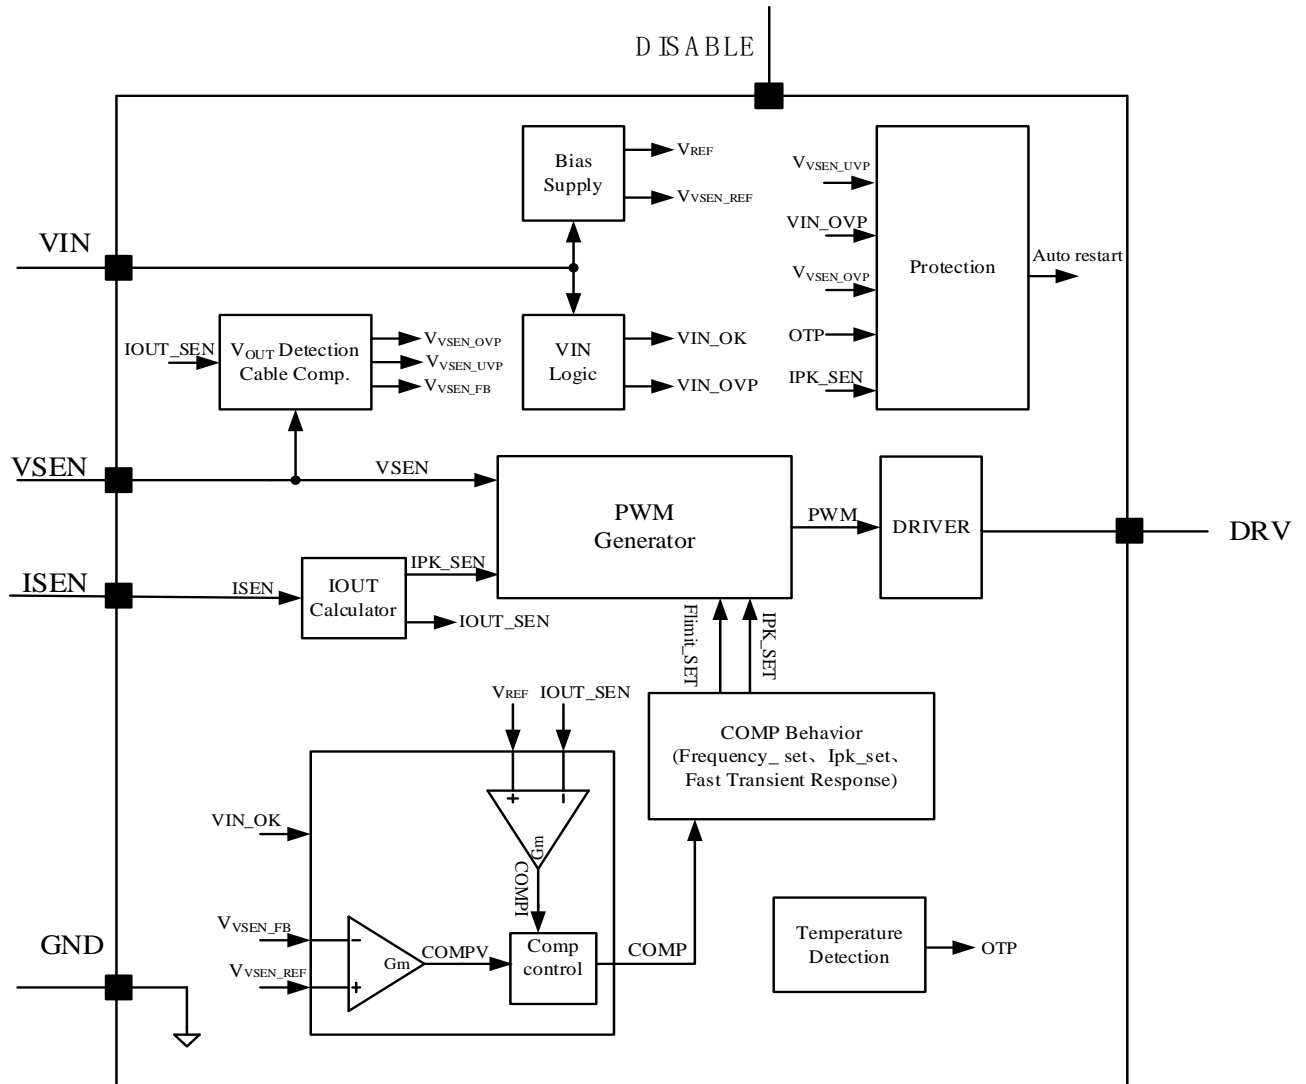 DISABLE
Bias
Supply
VREF
VVSEN_REF
VIN
VVSEN_UVP
VIN_OVP
VVSEN_OVP
OTP
IPK_SEN
Protection
Auto restart
IOUT_SEN
VOUT Detection
Cable Comp.
VVSEN_OVP
VVSEN_UVP
VVSEN_FB
VIN
Logic
VIN_OK
VIN_OVP
VSEN
VSEN
PWM
Generator
PWM
DRIVER
DRV
ISEN
ISEN
IOUT
Calculator
IPK_SEN
IOUT_SEN
Flimit_SET
IPK_SET
VREF
IOUT_SEN
COMP Behavior
(Frequency_ set、Ipk_set、
Fast Transient Response)
VIN_OK
+
−
Gm
COMPI
VVSEN_FB
VVSEN_REF
−
+
Gm
COMPV
Comp
control
COMP
GND
Temperature
Detection
OTP